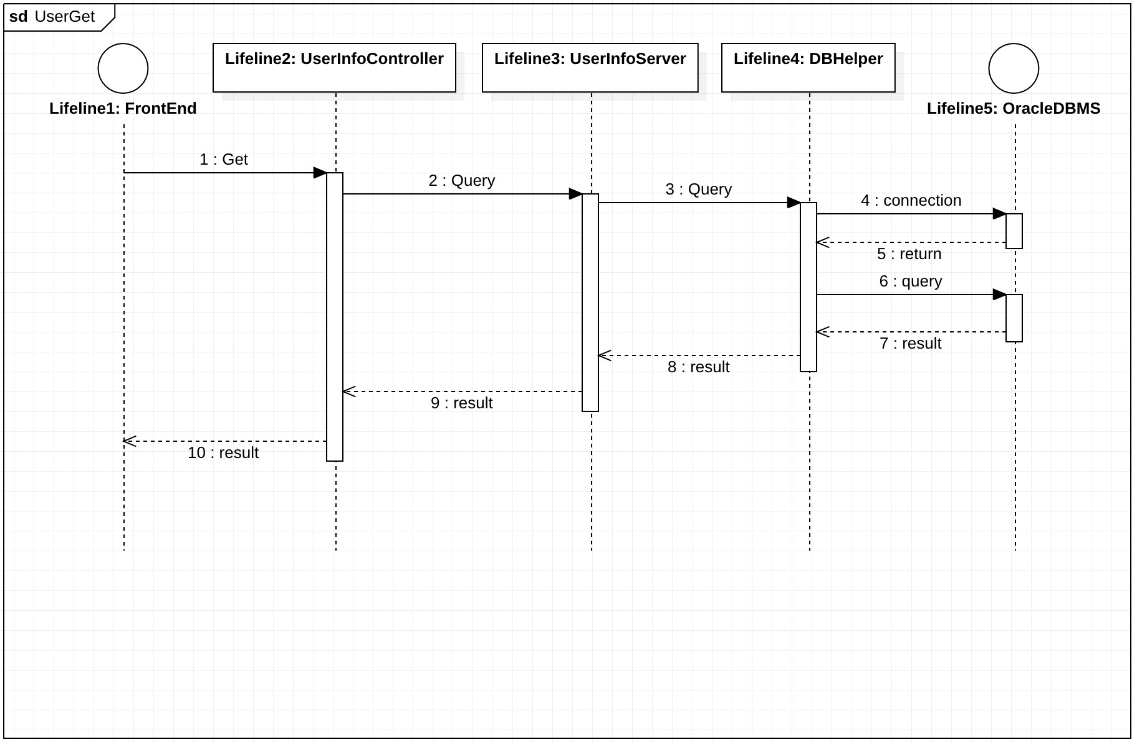 sd UserGet
Lifeline2: UserInfoController
Lifeline3: UserInfoServer
Lifeline4: DBHelper
Lifeline1: FrontEnd
Lifeline5: OracleDBMS
1 : Get
2 : Query
3 : Query
4 : connection
5 : return
6 : query
7 : result
8 : result
9 : result
10 : result